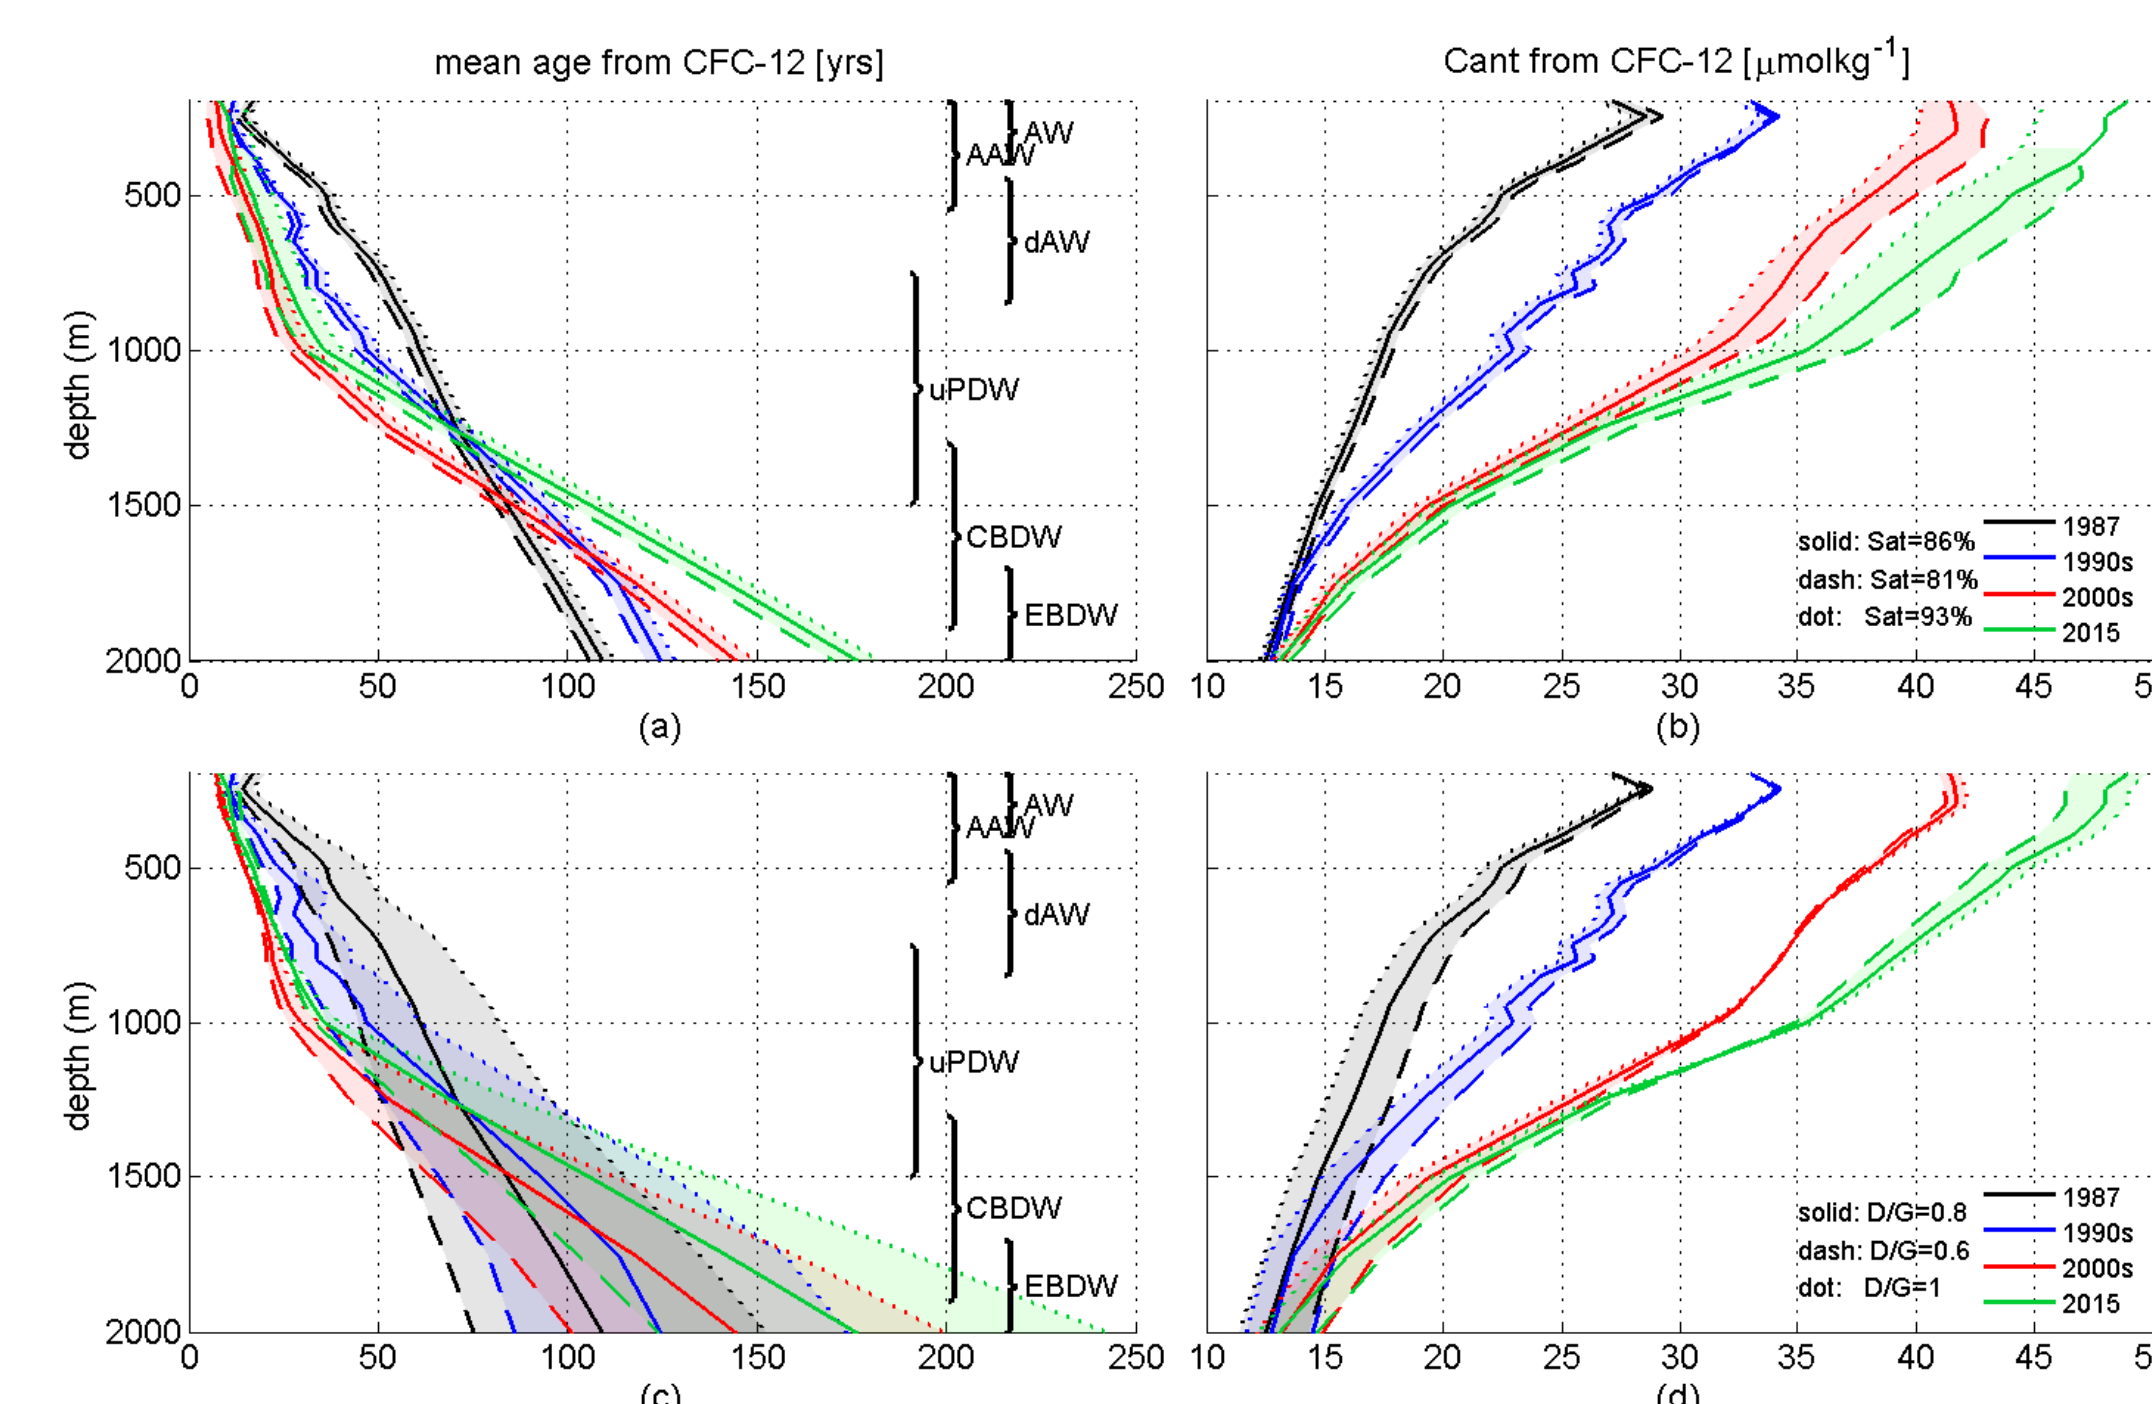 mean age from CFC-12 [yrs]
Cant from CFC-12 [μmolkg⁻¹]
AW
AAW
500
dAW
1000
uPDW
depth (m)
1500
CBDW
EBDW
2000
0 50 100 150 200 250
(a)
solid: Sat=86%
dash: Sat=81%
dot: Sat=93%
1987
1990s
2000s
2015
10 15 20 25 30 35 40 45 5
(b)
AW
AAW
500
dAW
1000
uPDW
depth (m)
1500
CBDW
EBDW
2000
0 50 100 150 200 250
(c)
solid: D/G=0.8
dash: D/G=0.6
dot: D/G=1
1987
1990s
2000s
2015
10 15 20 25 30 35 40 45 5
(d)